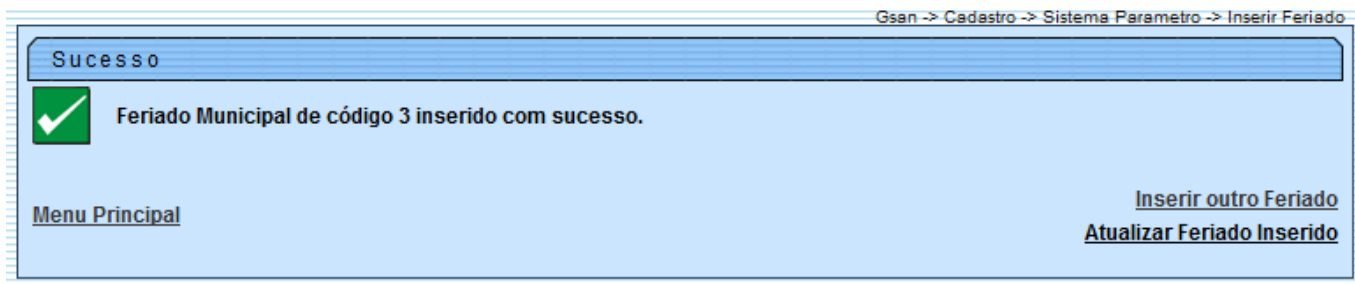 Gsan -> Cadastro -> Sistema Parametro -> Inserir Feriado
Sucesso
Feriado Municipal de código 3 inserido com sucesso.
Inserir outro Feriado
Menu Principal
Atualizar Feriado Inserido